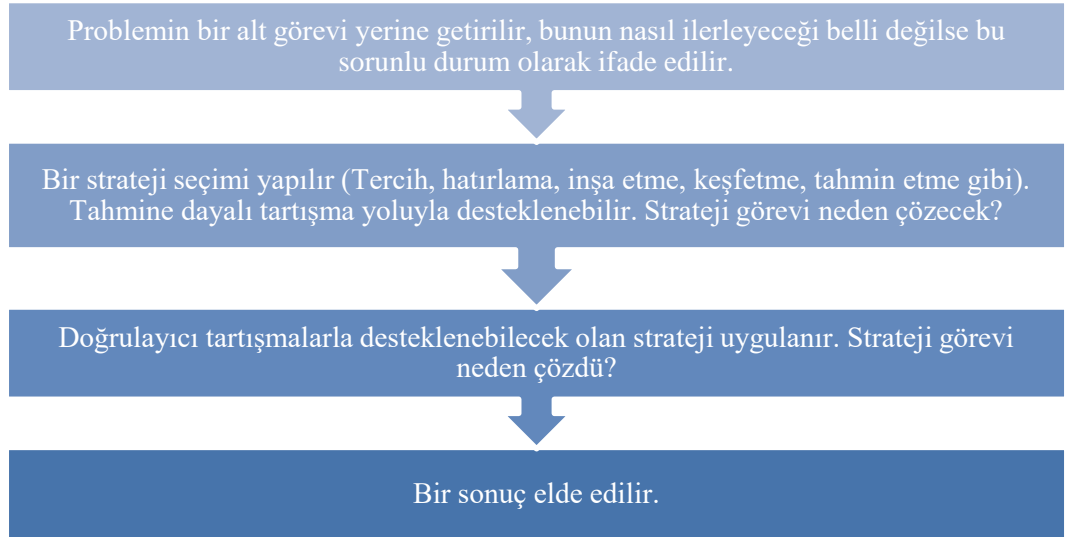 Problemin bir alt görevi yerine getirilir, bunun nasıl ilerleyeceği belli değilse bu
sorunlu durum olarak ifade edilir.
Bir strateji seçimi yapılır (Tercih, hatırlama, inşa etme, keşfetme, tahmin etme gibi).
Tahmine dayalı tartışma yoluyla desteklenebilir. Strateji görevi neden çözecek?
Doğrulayıcı tartışmalarla desteklenebilecek olan strateji uygulanır. Strateji görevi
neden çözdü?
Bir sonuç elde edilir.